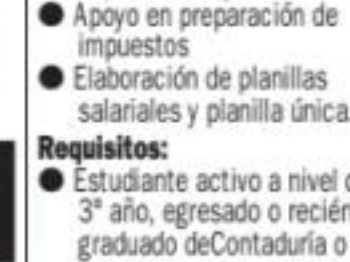 ● Apoyo en preparación de
impuestos
● Elaboración de planillas
salariales y planilla única
Requisitos:
● Estudiante activo a nivel
3° año, egresado o recién
graduado deContaduría o